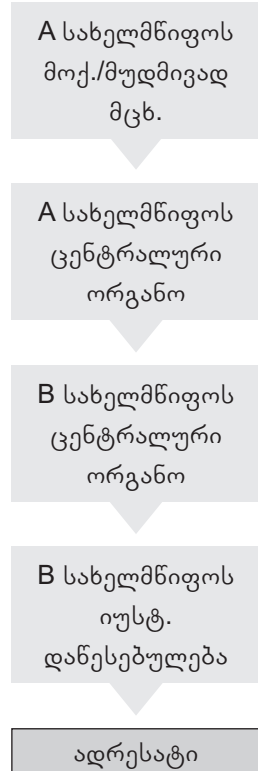 A სახელმწიფოს
მოქ./მუდმივად
მცხ.
A სახელმწიფოს
ცენტრალური
ორგანო
B სახელმწიფოს
ცენტრალური
ორგანო
B სახელმწიფოს
იუსტ.
დაწესებულება
ადრესატი